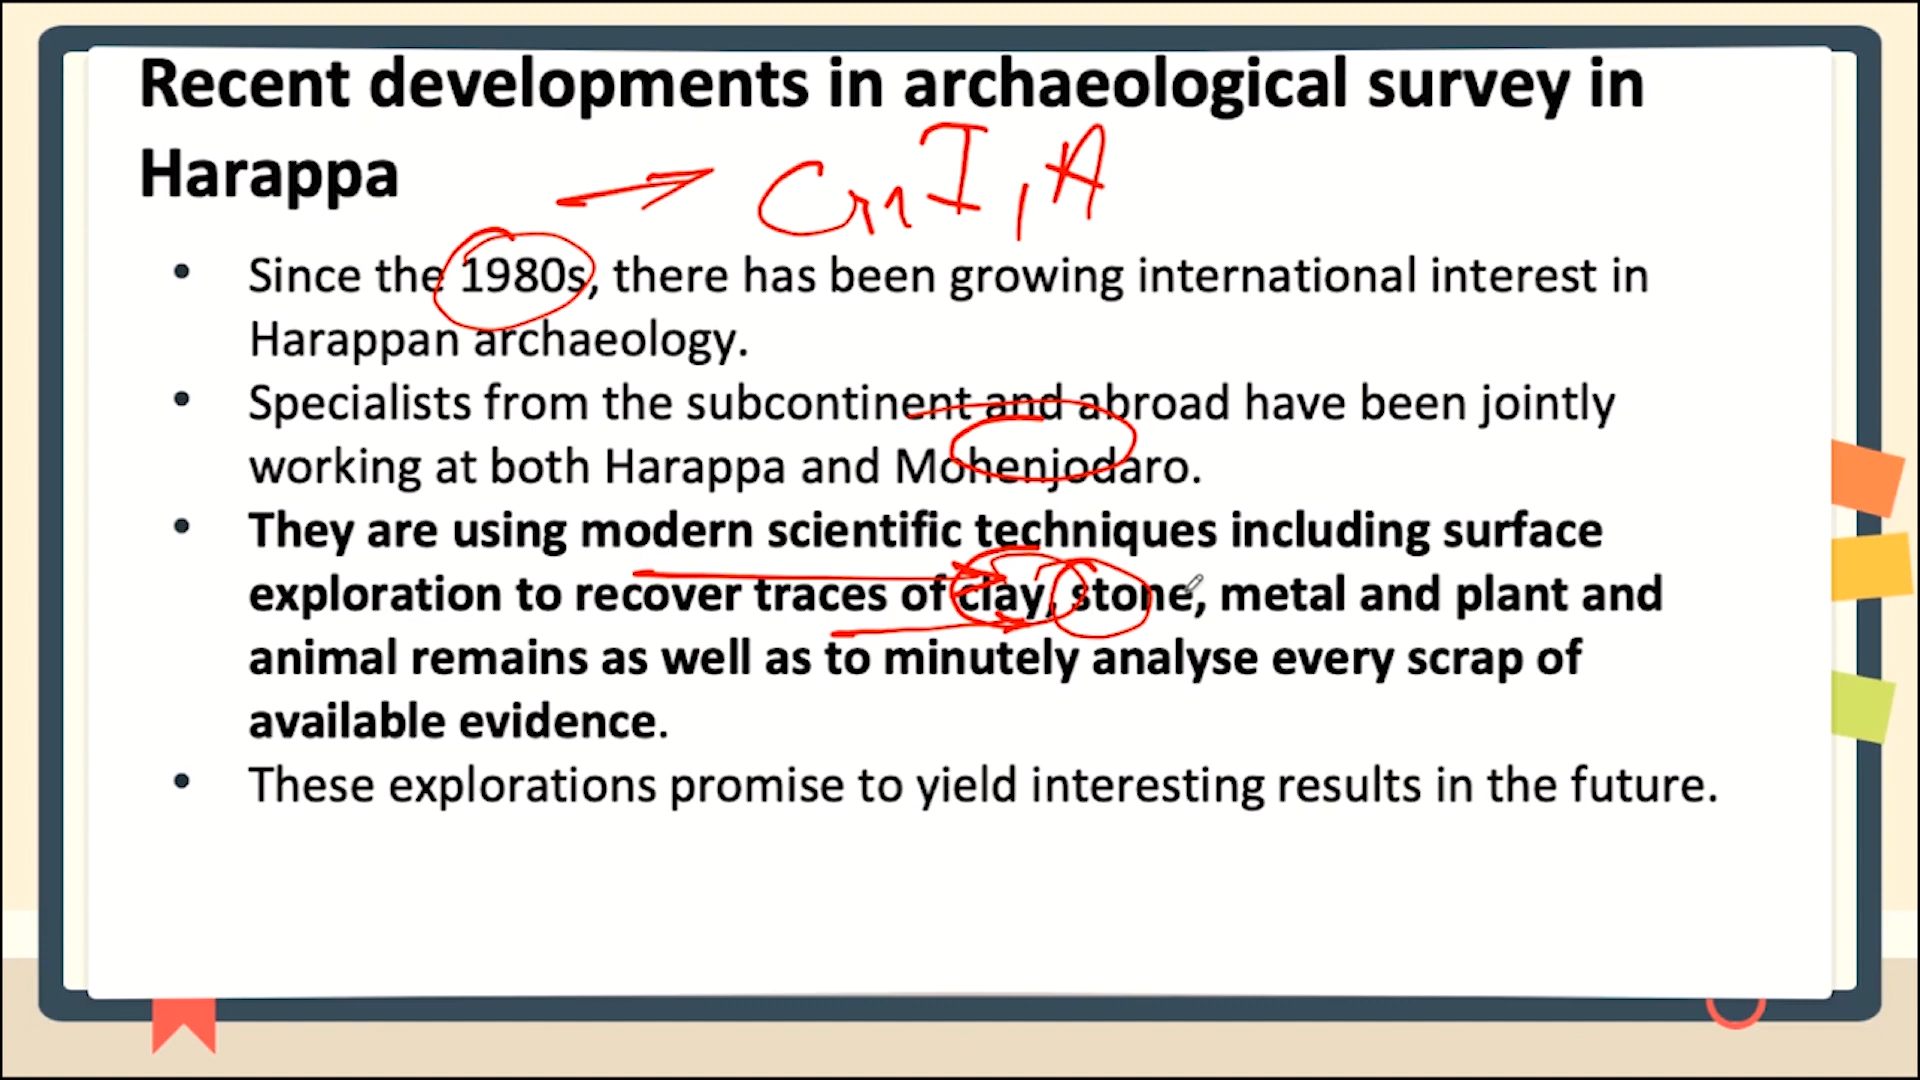 Recent developments in archaeological survey in
Harappa
• Since the 1980s, there has been growing international interest in
Harappan archaeology.
• Specialists from the subcontinent and abroad have been jointly
working at both Harappa and Mohenjodaro.
• They are using modern scientific techniques including surface
exploration to recover traces of clay, stone, metal and plant and
animal remains as well as to minutely analyse every scrap of
available evidence.
• These explorations promise to yield interesting results in the future.